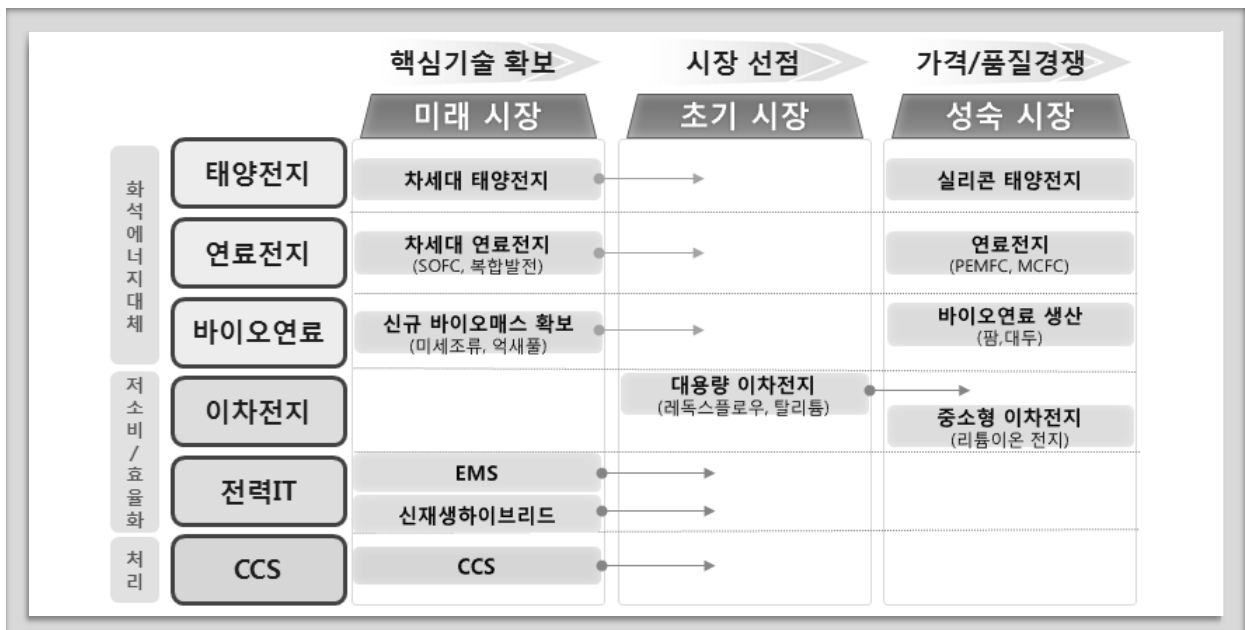 핵심기술 확보
시장 선점
가격/품질경쟁
미래 시장
초기 시장
성숙 시장
화석에너지대체
태양전지
차세대 태양전지
실리콘 태양전지
연료전지
차세대 연료전지
(SOFC, 복합발전)
연료전지
(PEMFC, MCFC)
바이오연료
신규 바이오매스 확보
(미세조류, 억새풀)
바이오연료 생산
(팜,대두)
저소비/효율화
이차전지
대용량 이차전지
(레독스플로우, 탈리튬)
중소형 이차전지
(리튬이온 전지)
전력IT
EMS
신재생하이브리드
처리
CCS
CCS